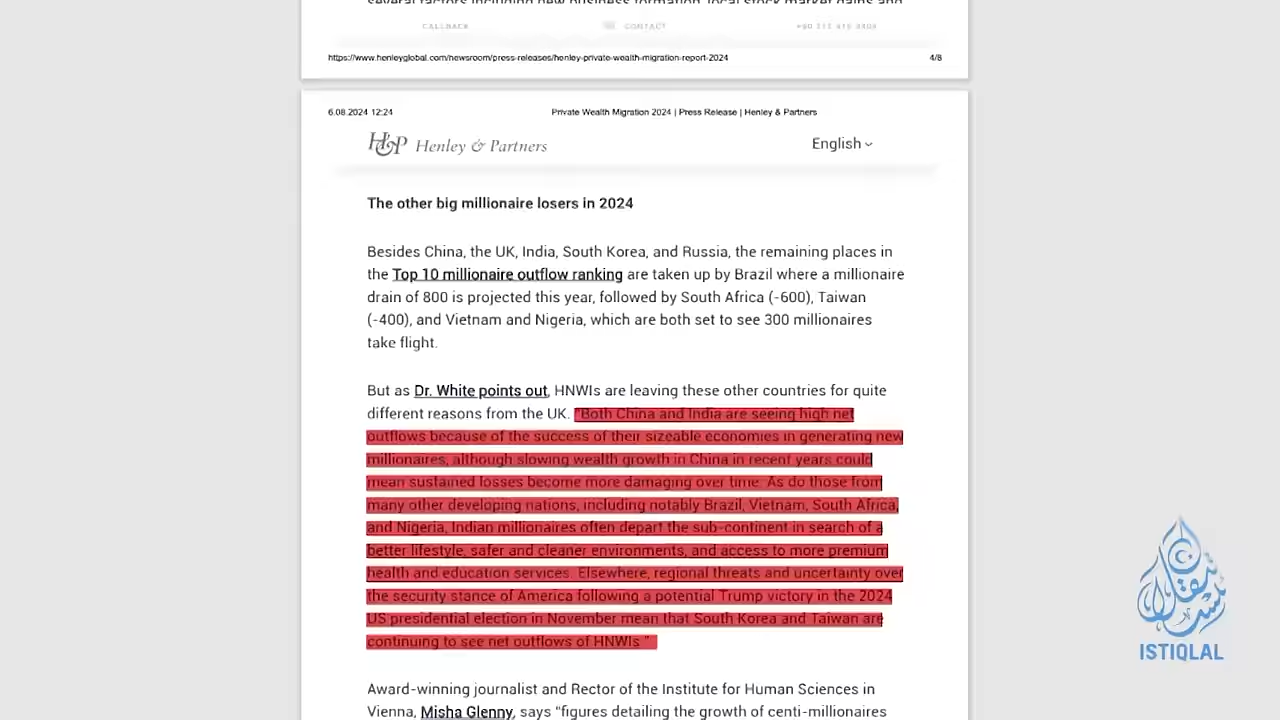 several factors including new business formation, local stock market gains and
CALLBACK
CONTACT
https://www.henleyglobal.com/newsroom/press-releases/henley-private-wealth-migration-report-2024
4/8
6.08.2024 12:24
Private Wealth Migration 2024 | Press Release | Henley & Partners
H&P Henley & Partners
English
The other big millionaire losers in 2024
Besides China, the UK, India, South Korea, and Russia, the remaining places in
the Top 10 millionaire outflow ranking are taken up by Brazil where a millionaire
drain of 800 is projected this year, followed by South Africa (-600), Taiwan
(-400), and Vietnam and Nigeria, which are both set to see 300 millionaires
take flight.
But as Dr. White points out, HNWIs are leaving these other countries for quite
different reasons from the UK. "Both China and India are seeing high net
outflows because of the success of their sizeable economies in generating new
millionaires, although slowing wealth growth in China in recent years could
mean sustained losses become more damaging over time. As do those from
many other developing nations, including notably Brazil, Vietnam, South Africa,
and Nigeria, Indian millionaires often depart the sub-continent in search of a
better lifestyle, safer and cleaner environments, and access to more premium
health and education services. Elsewhere, regional threats and uncertainty over
the security stance of America following a potential Trump victory in the 2024
US presidential election in November mean that South Korea and Taiwan are
continuing to see net outflows of HNWIs."
Award-winning journalist and Rector of the Institute for Human Sciences in
Vienna, Misha Glenny, says "figures detailing the growth of centi-millionaires
ISTIQLAL